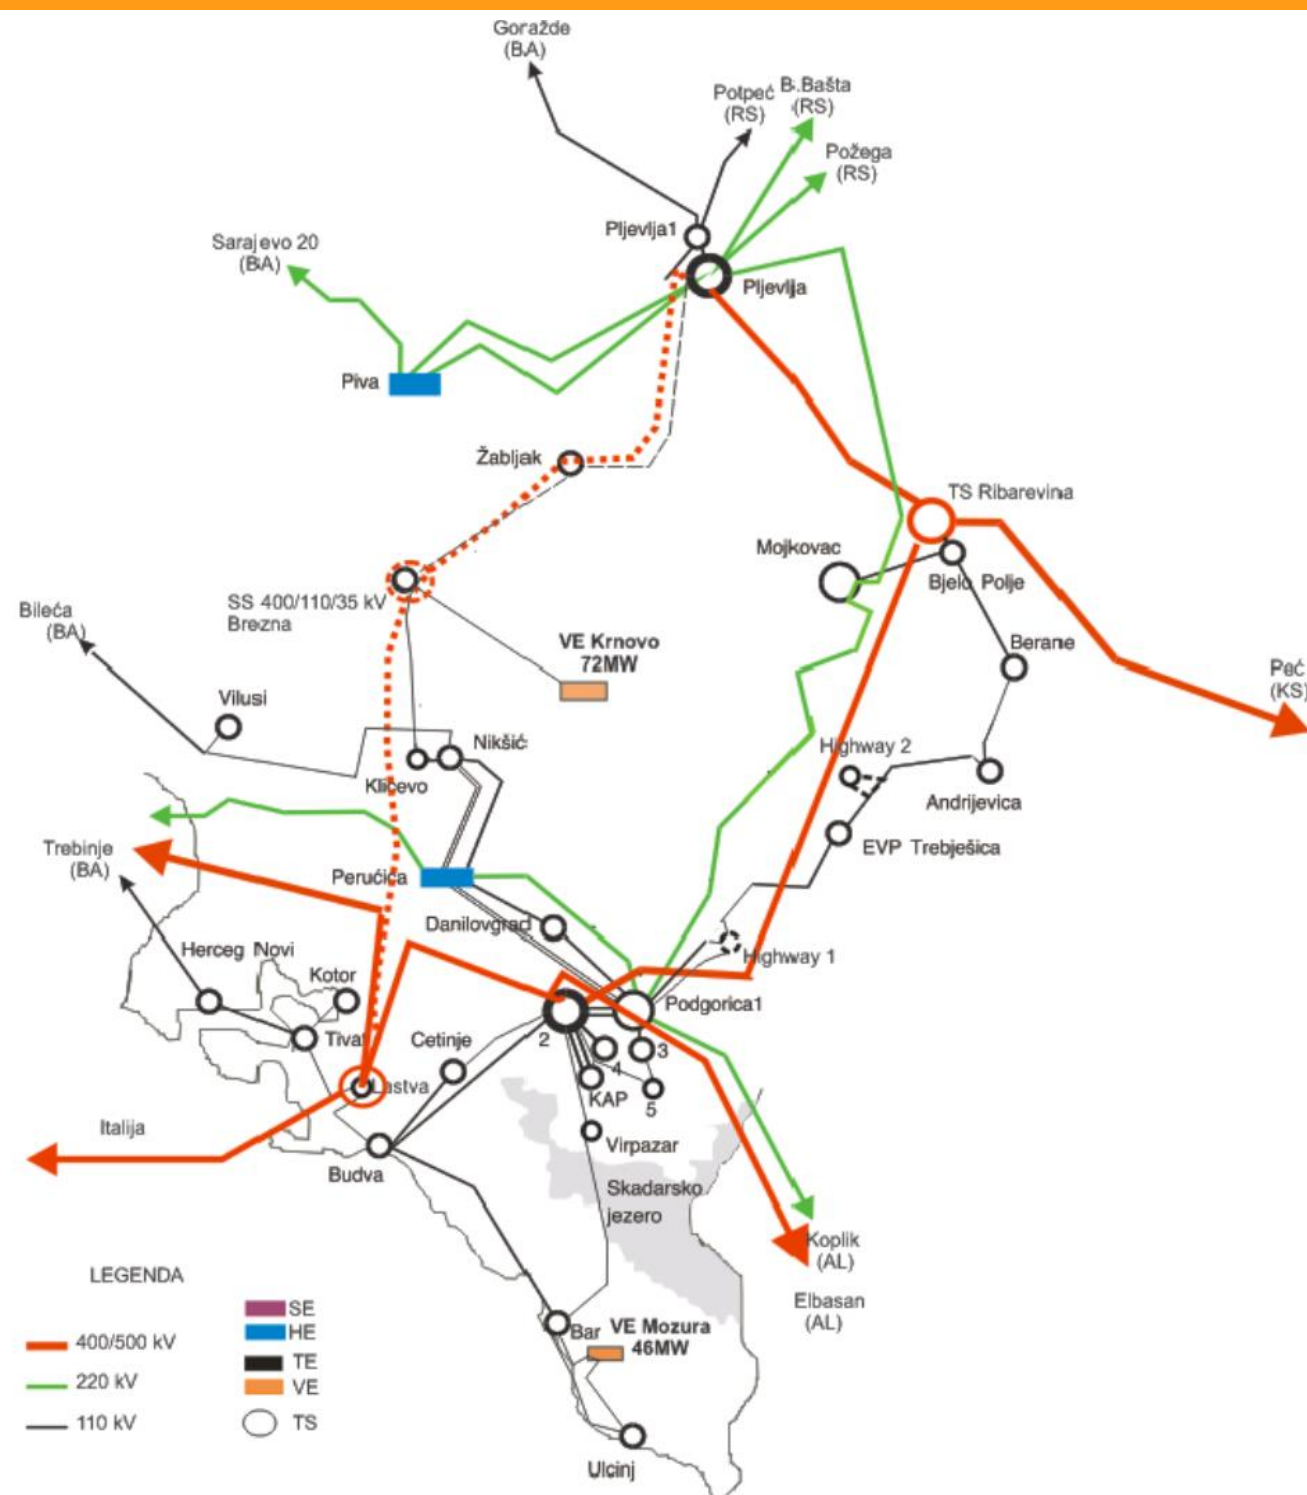 Goražde
(BA)
Potpeć
(RS)
B.Bašta
(RS)
Požega
(RS)
Pljevlja1
Sarajevo 20
(BA)
Pljevlja
Piva
Žabljak
TS Ribarevina
Mojkovac
Bjelo Polje
SS 400/110/35 kV
Brezna
Bileća
(BA)
VE Krnovo
72MW
Berane
Peć
(KS)
Vilusi
Nikšić
Highway 2
Kličevo
Andrijevica
Trebinje
(BA)
EVP Trebješica
Perućica
Danilovgrad
Herceg Novi
Highway 1
Kotor
Podgorica1
Tivat
Cetinje
2
4
3
Lastva
KAP
5
Italija
Virpazar
Budva
Skadarsko
jezero
Koplik
(AL)
LEGENDA
Elbasan
(AL)
SE
HE
400/500 kV
TE
220 kV
VE
110 kV
TS
Bar
VE Mozura
46MW
Ulcinj